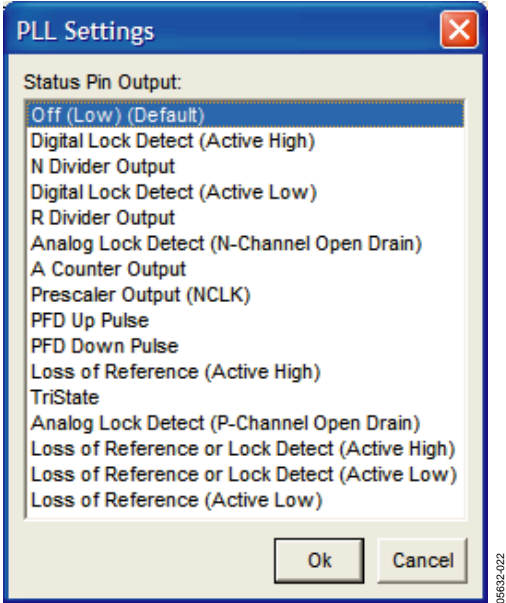 PLL Settings
Status Pin Output:
Off (Low) (Default)
Digital Lock Detect (Active High)
N Divider Output
Digital Lock Detect (Active Low)
R Divider Output
Analog Lock Detect (N-Channel Open Drain)
A Counter Output
Prescaler Output (NCLK)
PFD Up Pulse
PFD Down Pulse
Loss of Reference (Active High)
TriState
Analog Lock Detect (P-Channel Open Drain)
Loss of Reference or Lock Detect (Active High)
Loss of Reference or Lock Detect (Active Low)
Loss of Reference (Active Low)
Ok Cancel
05632-022